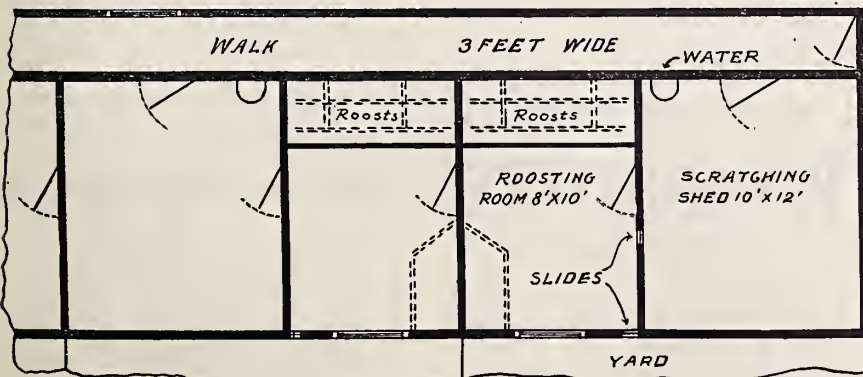 WALK 3 FEET WIDE
WATER
Roosts Roosts
ROOSTING
ROOM 8'X10'
SCRATCHING
SHED 10'X12'
SLIDES
YARD